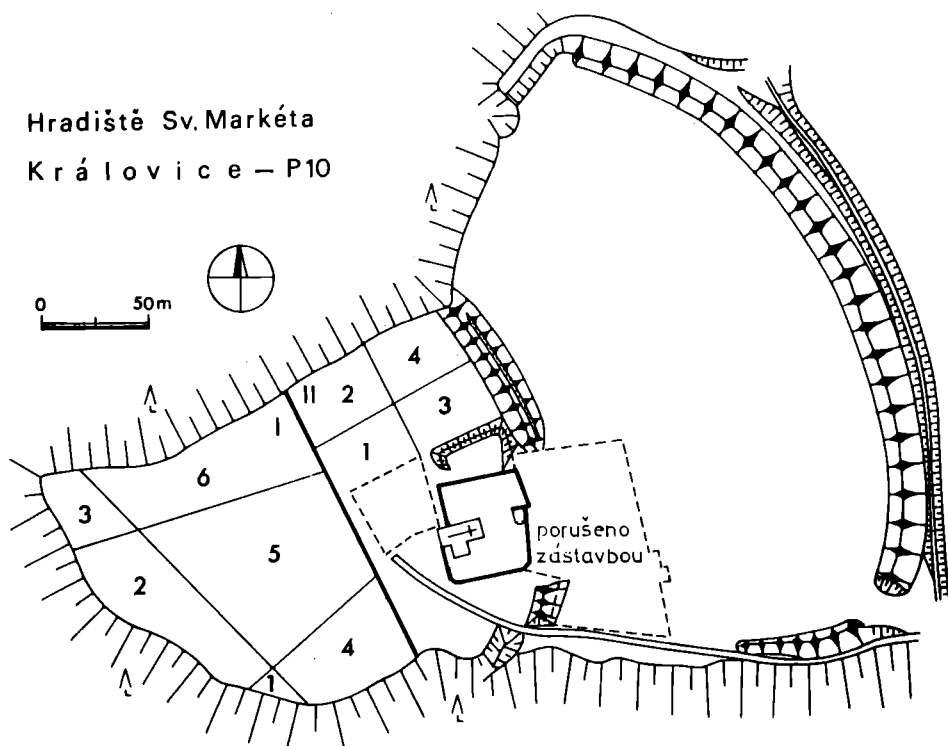 Hradiště Sv. Markéta
Královice – P10
0 50m
II 2 4
I 1 3
6
3
5
2
4
1
porušeno
zástavbou